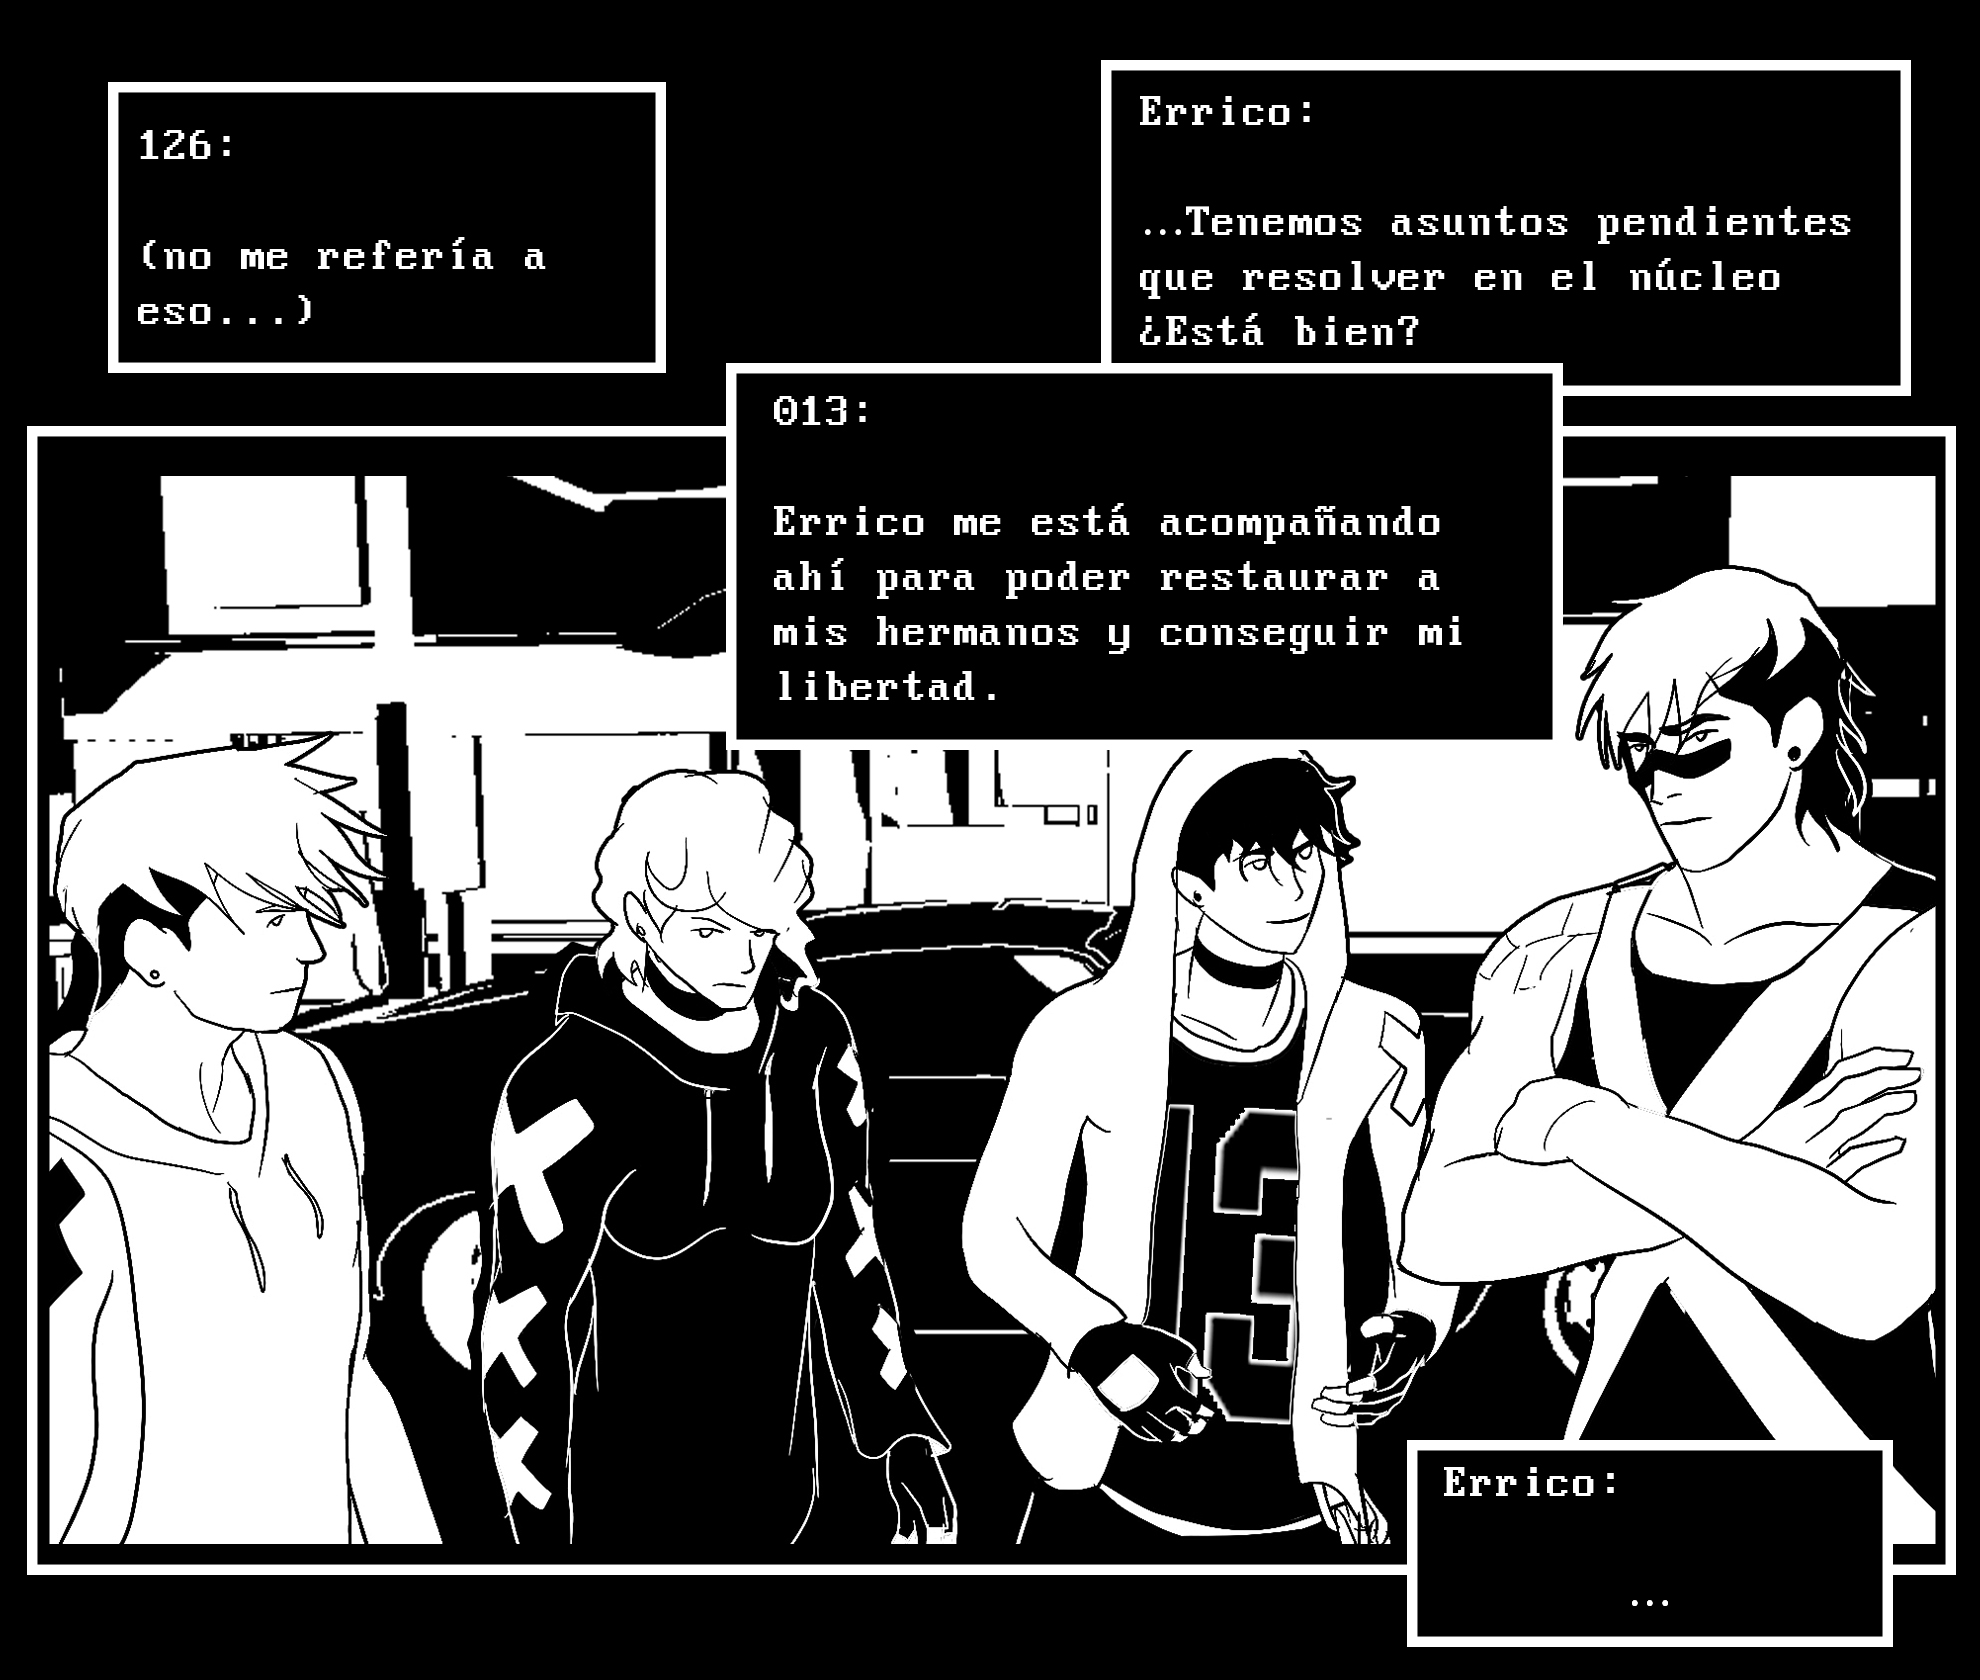 126:
(no me refería a
eso...)
Errico:
...Tenemos asuntos pendientes
que resolver en el núcleo
¿Está bien?
013:
Errico me está acompañando
ahí para poder restaurar a
mis hermanos y conseguir mi
libertad.
13
Errico:
...